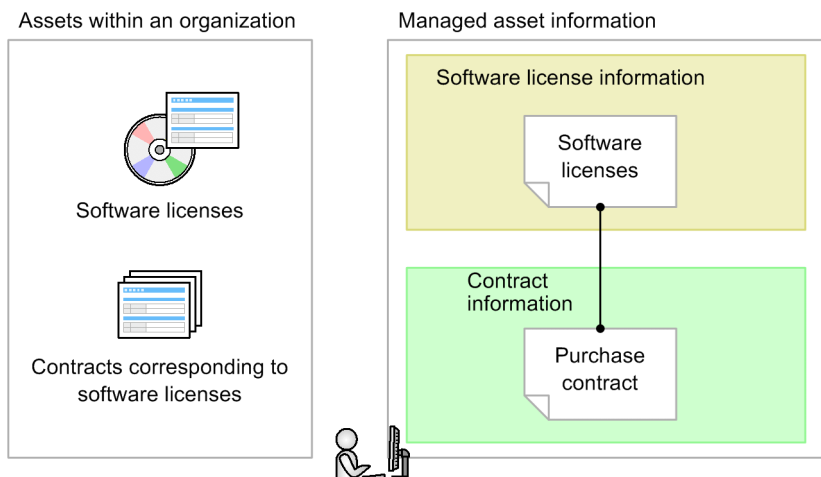 Assets within an organization
Software licenses
Contracts corresponding to
software licenses
Managed asset information
Software license information
Software
licenses
Contract
information
Purchase
contract